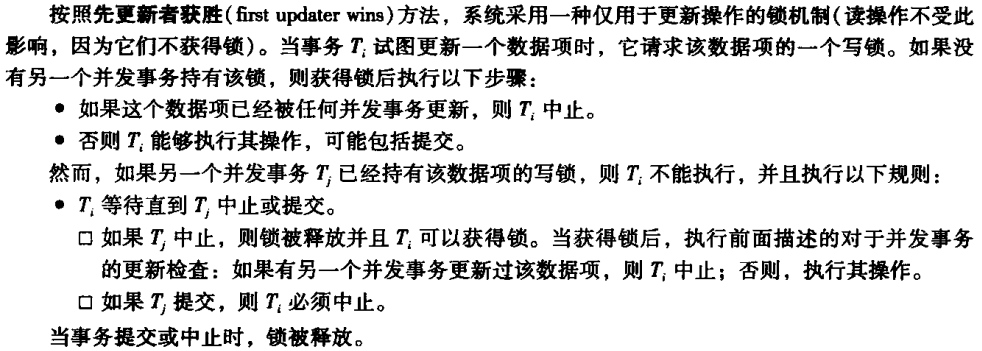 按照先更新者获胜(first updater wins)方法，系统采用一种仅用于更新操作的锁机制(读操作不受此
影响，因为它们不获得锁)。当事务 Ti 试图更新一个数据项时，它请求该数据项的一个写锁。如果没
有另一个并发事务持有该锁，则获得锁后执行以下步骤：
● 如果这个数据项已经被任何并发事务更新，则 Ti 中止。
● 否则 Ti 能够执行其操作，可能包括提交。
然而，如果另一个并发事务 Tj 已经持有该数据项的写锁，则 Ti 不能执行，并且执行以下规则：
● Ti 等待直到 Tj 中止或提交。
□ 如果 Tj 中止，则锁被释放并且 Ti 可以获得锁。当获得锁后，执行前面描述的对于并发事务
的更新检查：如果有另一个并发事务更新过该数据项，则 Ti 中止；否则，执行其操作。
□ 如果 Tj 提交，则 Ti 必须中止。
当事务提交或中止时，锁被释放。